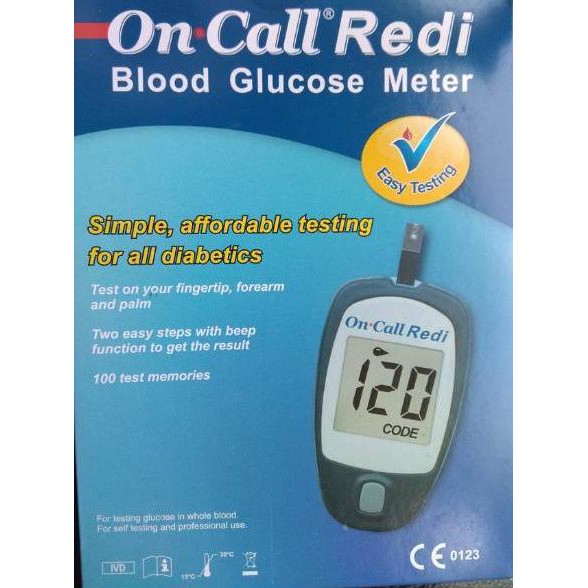 On·Call® Redi
Blood Glucose Meter
Easy Testing
Simple, affordable testing
for all diabetics
Test on your fingertip, forearm
and palm
Two easy steps with beep
function to get the result
100 test memories
On·Call Redi
120
CODE
For testing glucose in whole blood.
For self testing and professional use.
IVD
i
15°C
30°C
CE 0123